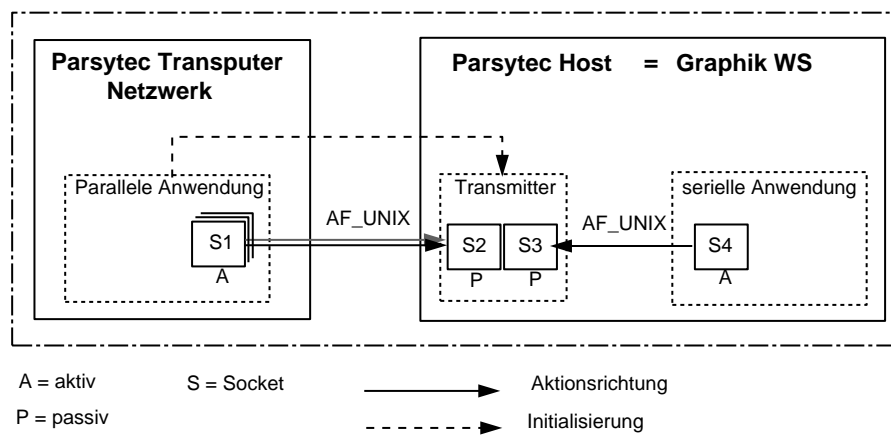 Parsytec Transputer
Netzwerk
Parsytec Host = Graphik WS
Parallele Anwendung
Transmitter
serielle Anwendung
S1
A
AF_UNIX
S2
P
S3
P
AF_UNIX
S4
A
A = aktiv
S = Socket
Aktionsrichtung
P = passiv
Initialisierung